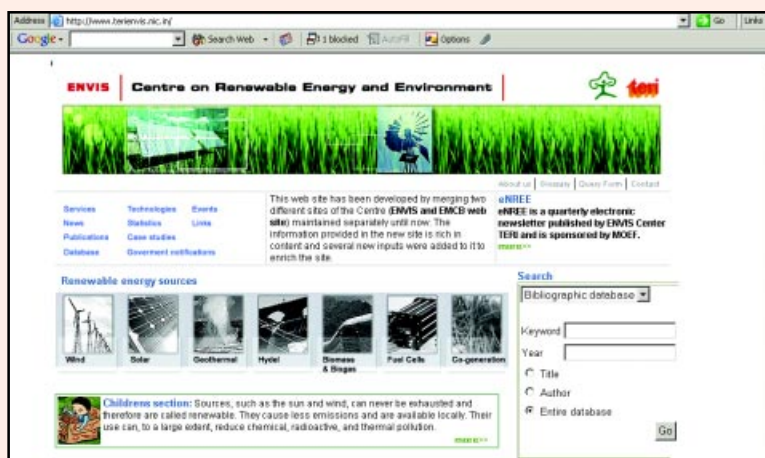 Address http://www.terienvis.nic.in/ Go Links
Google Search Web 1 blocked AutoFill Options
ENVIS Centre on Renewable Energy and Environment teri
About us Glossary Query Form Contact
Services Technologies Events
News Statistics Links
Publications Case studies
Database Goverment notifications
This web site has been developed by merging two
different sites of the Centre (ENVIS and EMCB web
site) maintained separately until now. The
information provided in the new site is rich in
content and several new inputs were added to it to
enrich the site.
eNREE
eNREE is a quarterly electronic
newsletter published by ENVIS Center
TERI and is sponsored by MOEF.
more>>
Renewable energy sources
Wind Solar Geothermal Hydel Biomass & Biogas Fuel Cells Co-generation
Search
Bibliographic database
Keyword
Year
Title
Author
Entire database
Go
Childrens section: Sources, such as the sun and wind, can never be exhausted and
therefore are called renewable. They cause less emissions and are available locally. Their
use can, to a large extent, reduce chemical, radioactive, and thermal pollution.
more>>